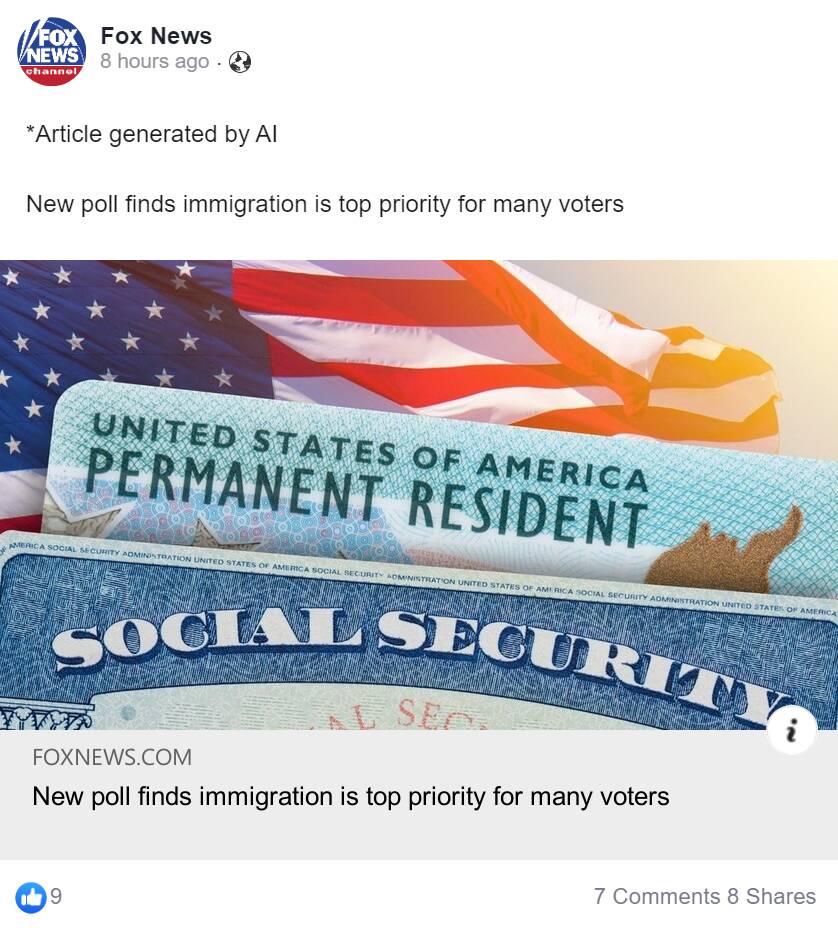 FOX
NEWS
channel
Fox News
8 hours ago ·
*Article generated by AI
New poll finds immigration is top priority for many voters
UNITED STATES OF AMERICA
PERMANENT RESIDENT
AMERICA SOCIAL SECURITY ADMINISTRATION UNITED STATES OF AMERICA SOCIAL SECURITY ADMINISTRATION UNITED STATES OF AMERICA SOCIAL SECURITY ADMINISTRATION UNITED STATES OF AMERICA
SOCIAL SECURITY
AL SEC
i
FOXNEWS.COM
New poll finds immigration is top priority for many voters
9
7 Comments 8 Shares